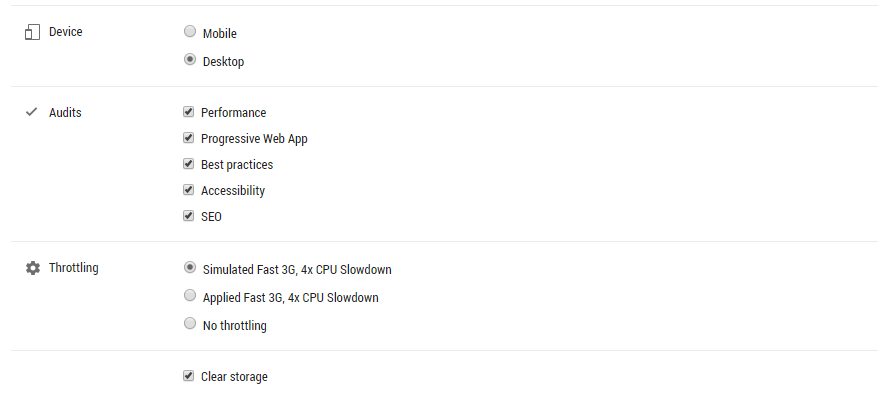 Device
Mobile
Desktop
Audits
Performance
Progressive Web App
Best practices
Accessibility
SEO
Throttling
Simulated Fast 3G, 4x CPU Slowdown
Applied Fast 3G, 4x CPU Slowdown
No throttling
Clear storage